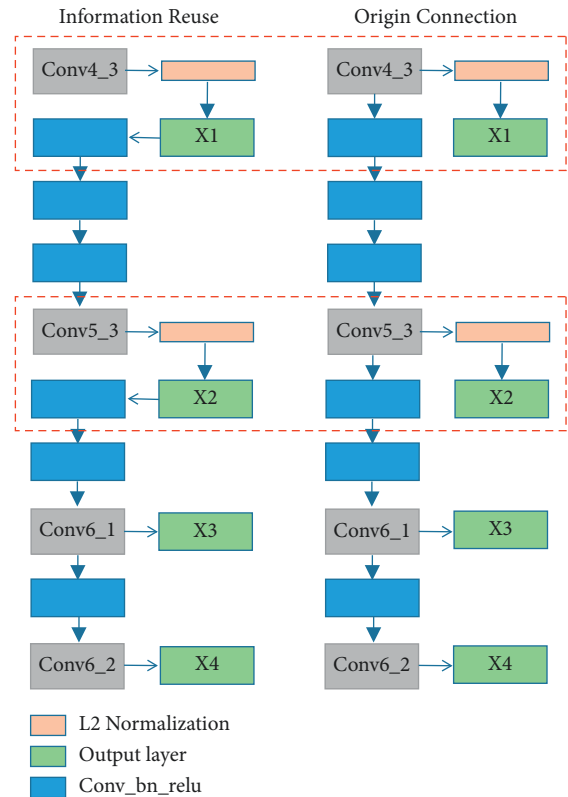 Information Reuse
Origin Connection
Conv4_3
Conv4_3
X1
X1
Conv5_3
Conv5_3
X2
X2
Conv6_1
X3
Conv6_1
X3
Conv6_2
X4
Conv6_2
X4
L2 Normalization
Output layer
Conv_bn_relu